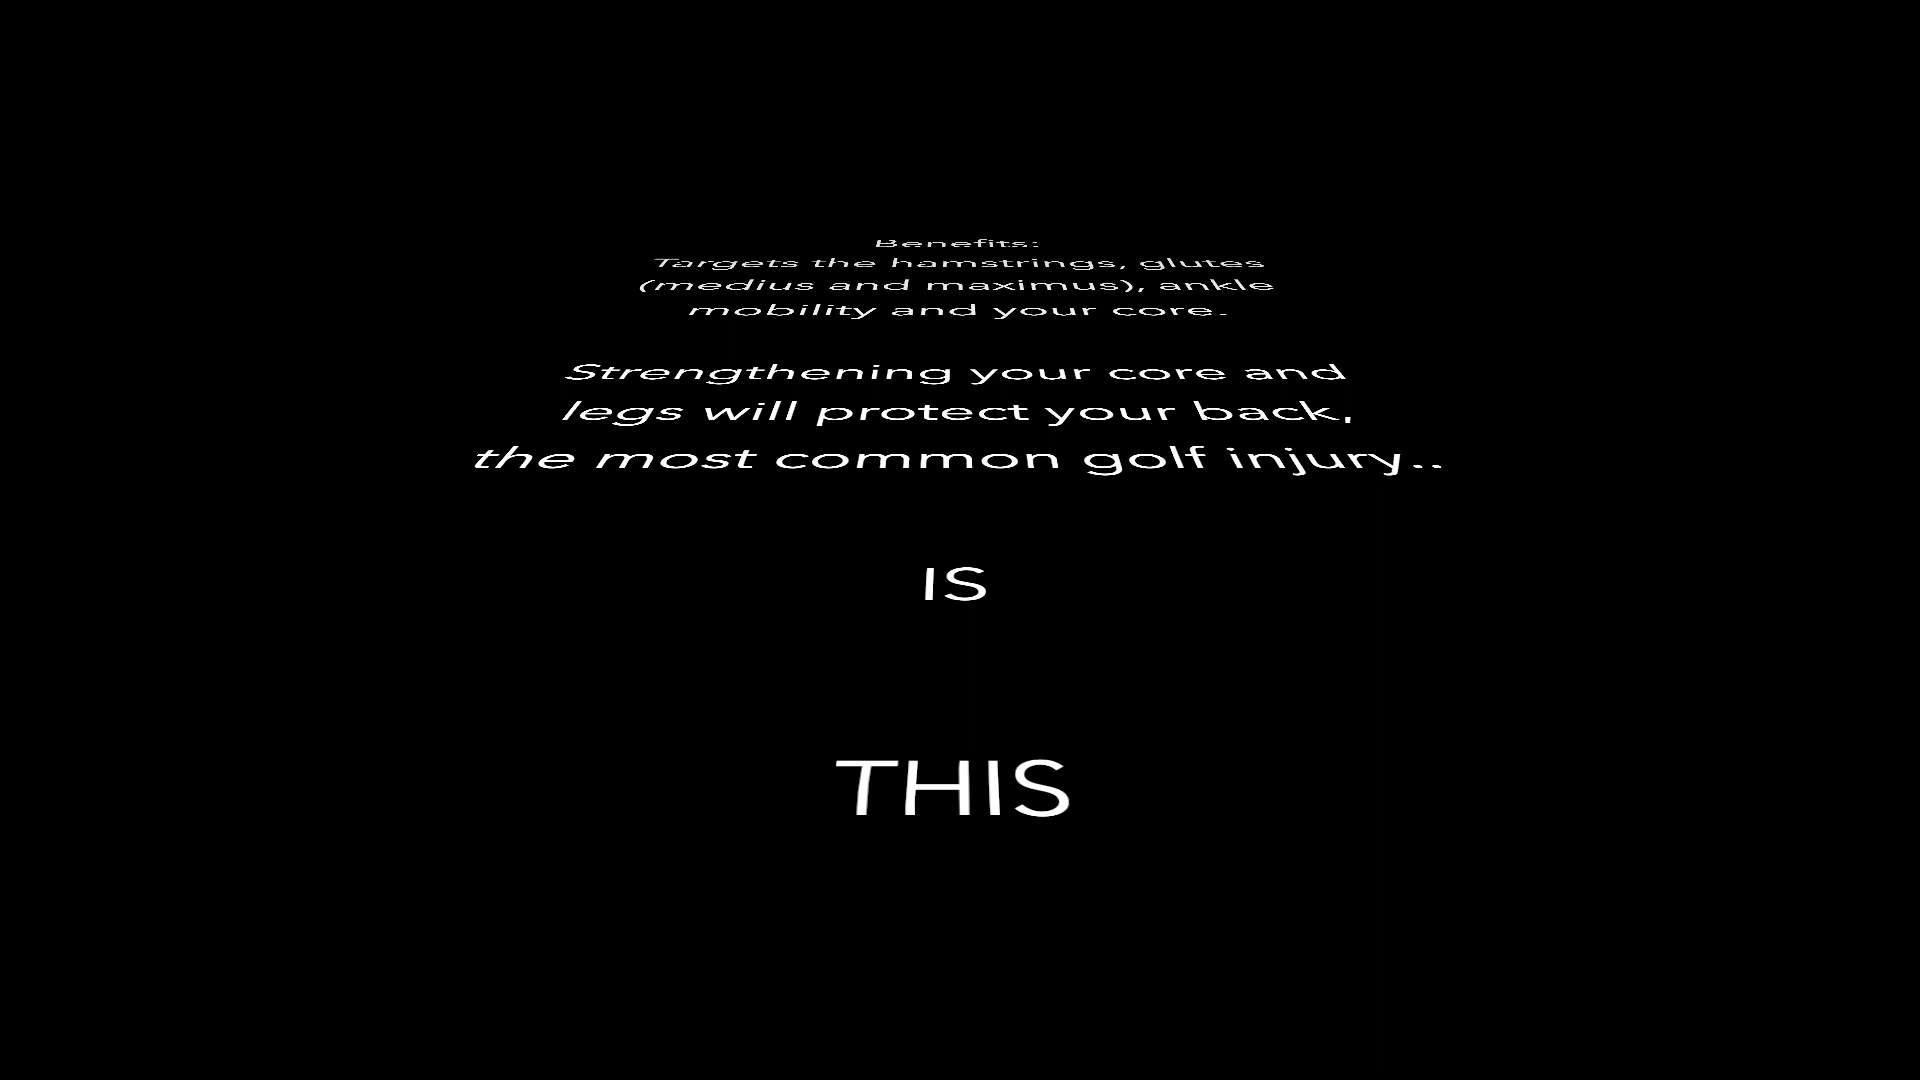 Benefits:
Targets the hamstrings, glutes
(medius and maximus), ankle
mobility and your core.
Strengthening your core and
legs will protect your back,
the most common golf injury..
IS
THIS